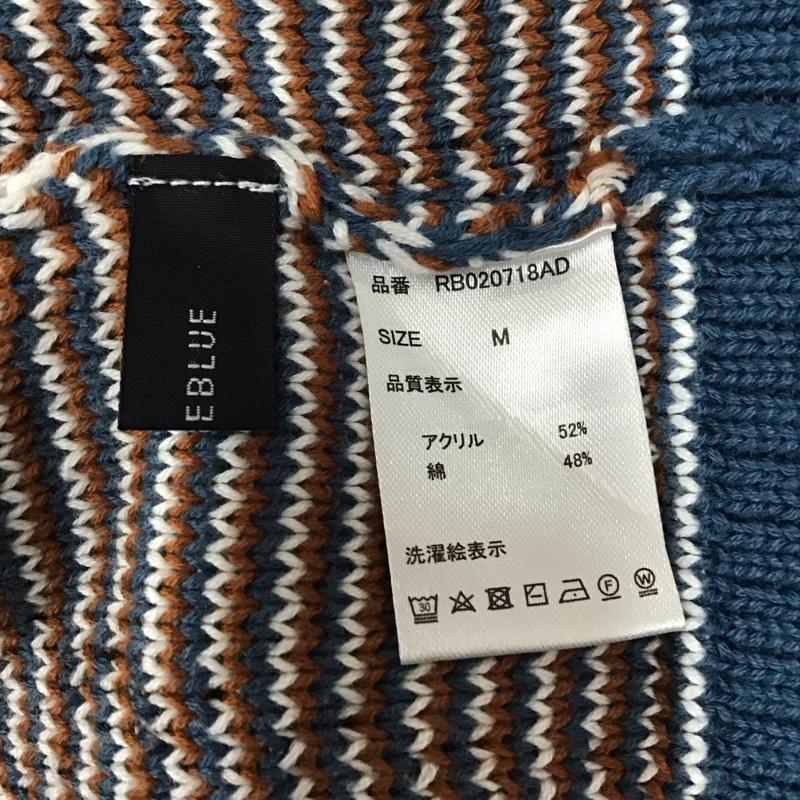 EBLUE
品番 RB020718AD
SIZE M
品質表示
アクリル 52%
綿 48%
洗濯絵表示
30 F W